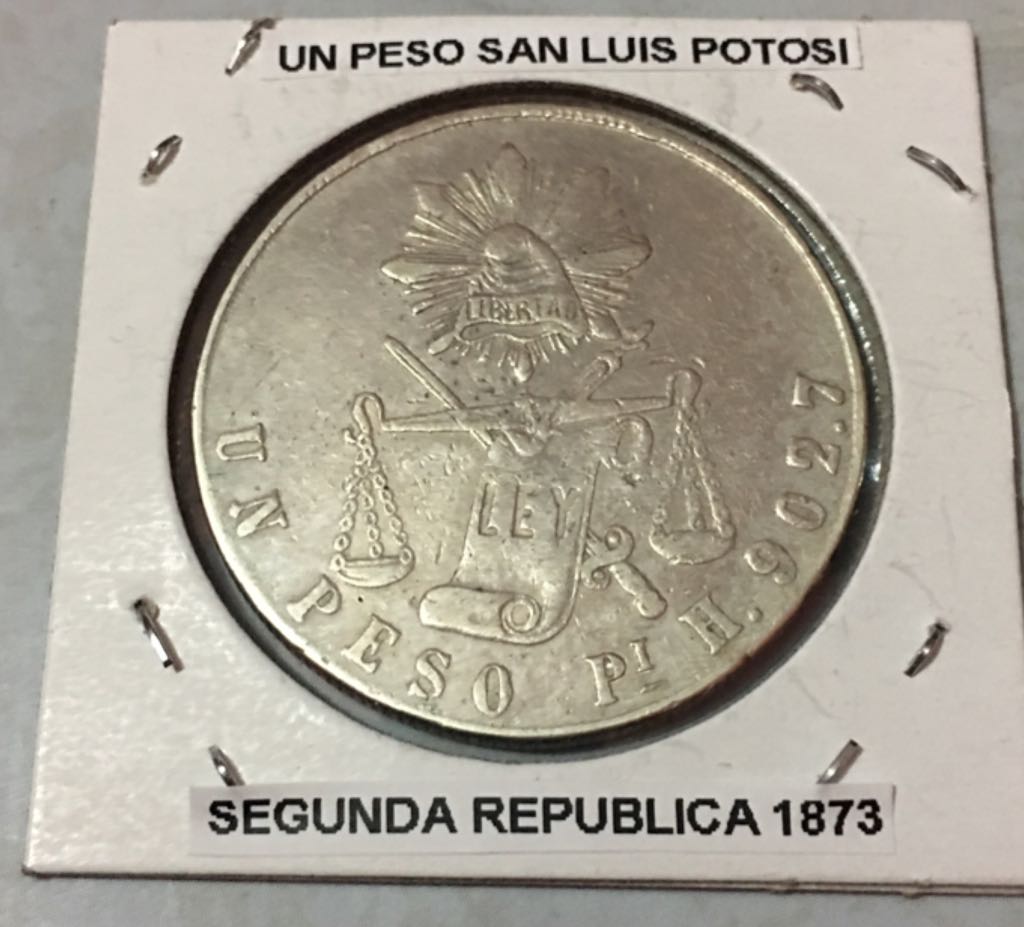 UN PESO SAN LUIS POTOSI
LIBERTAD
LEY
UN PESO PI H. 902.7
SEGUNDA REPUBLICA 1873